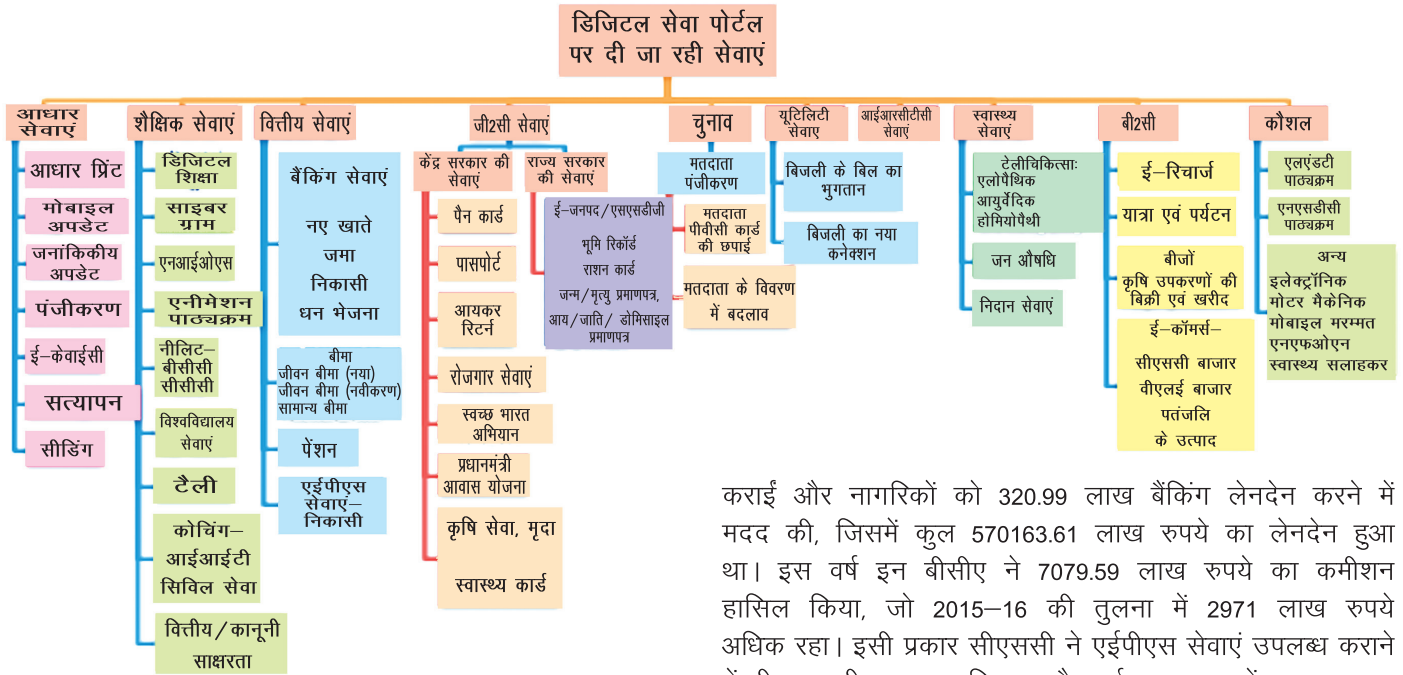 डिजिटल सेवा पोर्टल
पर दी जा रही सेवाएं
आधार
सेवाएं
आधार प्रिंट
मोबाइल
अपडेट
जनांकिकीय
अपडेट
पंजीकरण
ई–केवाईसी
सत्यापन
सीडिंग
शैक्षिक सेवाएं
डिजिटल
शिक्षा
साइबर
ग्राम
एनआईओएस
एनीमेशन
पाठ्यक्रम
नीलिट–
बीसीसी
सीसीसी
विश्वविद्यालय
सेवाएं
टैली
कोचिंग–
आईआईटी
सिविल सेवा
वित्तीय/कानूनी
साक्षरता
वित्तीय सेवाएं
बैंकिंग सेवाएं
नए खाते
जमा
निकासी
धन भेजना
बीमा
जीवन बीमा (नया)
जीवन बीमा (नवीकरण)
सामान्य बीमा
पेंशन
एईपीएस
सेवाएं–
निकासी
जी2सी सेवाएं
केंद्र सरकार की
सेवाएं
पैन कार्ड
पासपोर्ट
आयकर
रिटर्न
रोजगार सेवाएं
स्वच्छ भारत
अभियान
प्रधानमंत्री
आवास योजना
कृषि सेवा, मृदा
स्वास्थ्य कार्ड
राज्य सरकार
की सेवाएं
ई–जनपद/एसएसडीजी
भूमि रिकॉर्ड
राशन कार्ड
जन्म/मृत्यु प्रमाणपत्र,
आय/जाति/ डोमिसाइल
प्रमाणपत्र
चुनाव
मतदाता
पंजीकरण
मतदाता
पीवीसी कार्ड
की छपाई
मतदाता के विवरण
में बदलाव
यूटिलिटी
सेवाए
बिजली के बिल का
भुगतान
बिजली का नया
कनेक्शन
आईआरसीटीसी
सेवाएं
स्वास्थ्य
सेवाएं
टेलीचिकित्साः
एलोपैथिक
आयुर्वेदिक
होमियोपैथी
जन औषधि
निदान सेवाएं
बी2सी
ई–रिचार्ज
यात्रा एवं पर्यटन
बीजों
कृषि उपकरणों की
बिक्री एवं खरीद
ई–कॉमर्स–
सीएससी बाजार
वीएलई बाजार
पतंजलि
के उत्पाद
कौशल
एलएंडटी
पाठ्यक्रम
एनएसडीसी
पाठ्यक्रम
अन्य
इलेक्ट्रॉनिक
मोटर मैकेनिक
मोबाइल मरम्मत
एनएफओएन
स्वास्थ्य सलाहकर
कराईं और नागरिकों को 320.99 लाख बैंकिंग लेनदेन करने में
मदद की, जिसमें कुल 570163.61 लाख रुपये का लेनदेन हुआ
था। इस वर्ष इन बीसीए ने 7079.59 लाख रुपये का कमीशन
हासिल किया, जो 2015–16 की तुलना में 2971 लाख रुपये
अधिक रहा। इसी प्रकार सीएससी ने एईपीएस सेवाएं उपलब्ध कराने